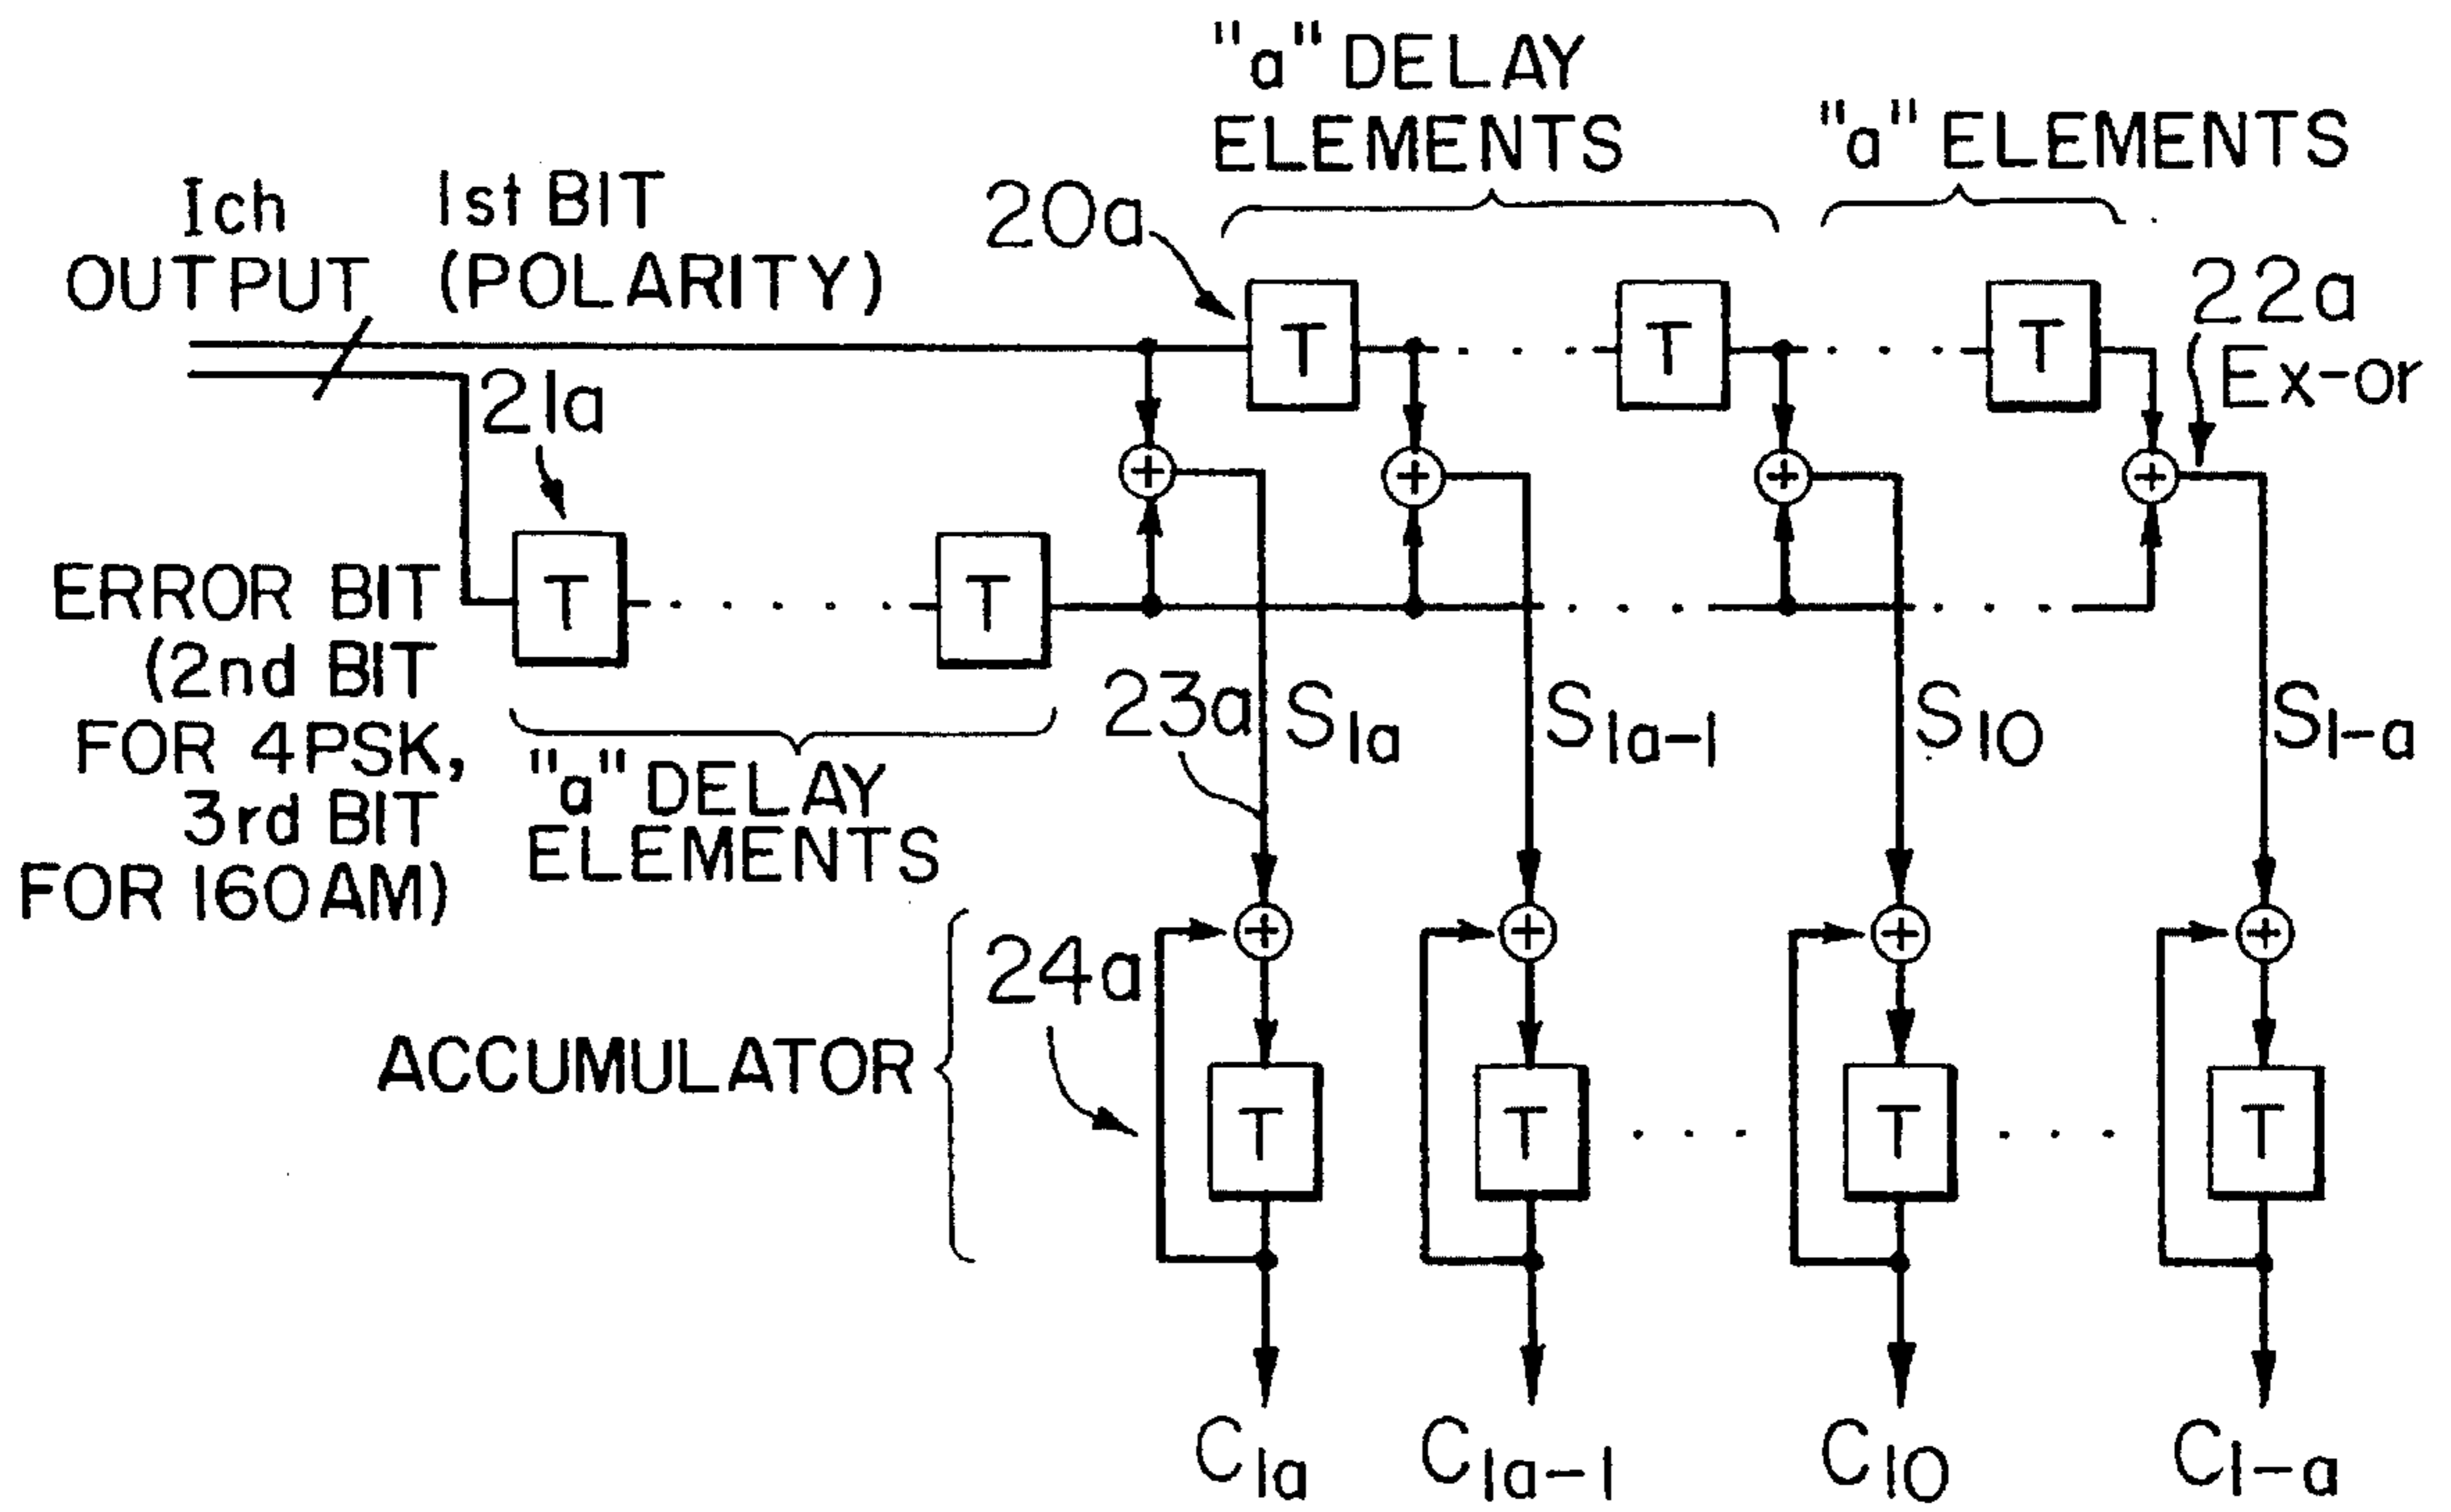 "a" DELAY
ELEMENTS
"a" ELEMENTS
Ich
OUTPUT
1st BIT
(POLARITY)
20a
T
T
T
22a
Ex-or
21a
+
+
+
+
T
T
ERROR BIT
(2nd BIT
FOR 4PSK,
3rd BIT
FOR 160AM)
"a" DELAY
ELEMENTS
23a
S1a
S1a-1
S10
S1-a
+
+
+
+
ACCUMULATOR
24a
T
T
T
T
C1a
C1a-1
C10
C1-a